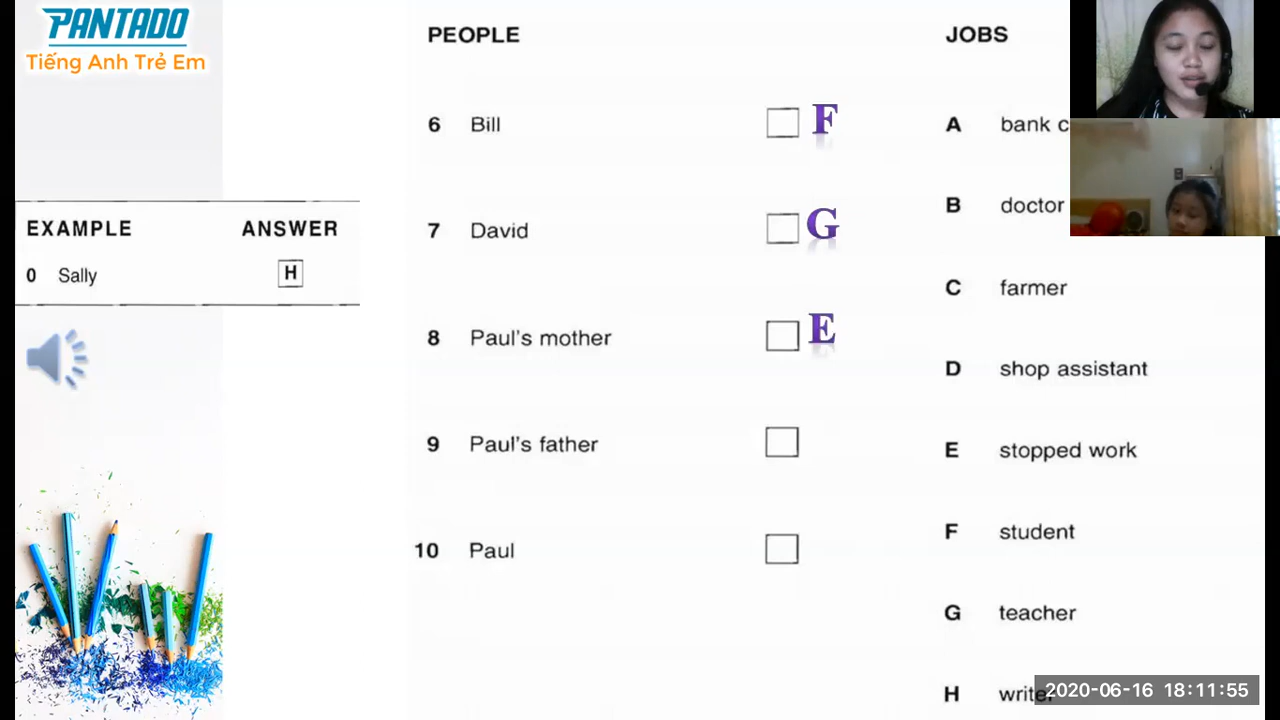 PANTADO
Tiếng Anh Trẻ Em
EXAMPLE ANSWER
0 Sally H
PEOPLE
6 Bill F
7 David G
8 Paul's mother E
9 Paul's father
10 Paul
JOBS
A bank
B doctor
C farmer
D shop assistant
E stopped work
F student
G teacher
H writer
2020-06-16 18:11:55